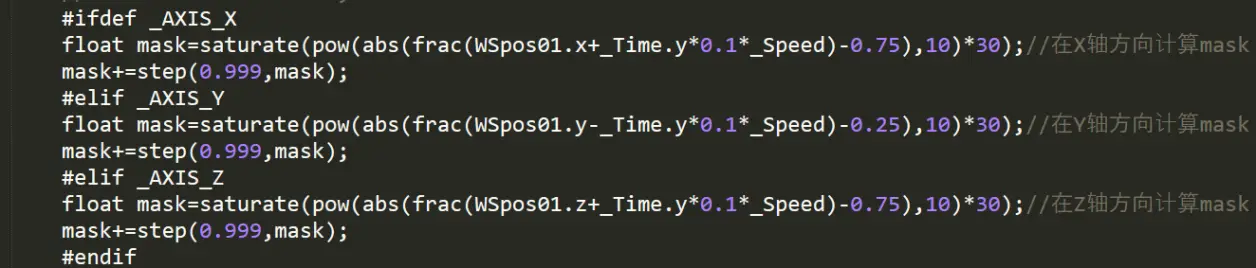 #ifdef _AXIS_X
float mask=saturate(pow(abs(frac(WSpos01.x+_Time.y*0.1*_Speed)-0.75),10)*30);//在X轴方向计算mask
mask+=step(0.999,mask);
#elif _AXIS_Y
float mask=saturate(pow(abs(frac(WSpos01.y-_Time.y*0.1*_Speed)-0.25),10)*30);//在Y轴方向计算mask
mask+=step(0.999,mask);
#elif _AXIS_Z
float mask=saturate(pow(abs(frac(WSpos01.z+_Time.y*0.1*_Speed)-0.75),10)*30);//在Z轴方向计算mask
mask+=step(0.999,mask);
#endif